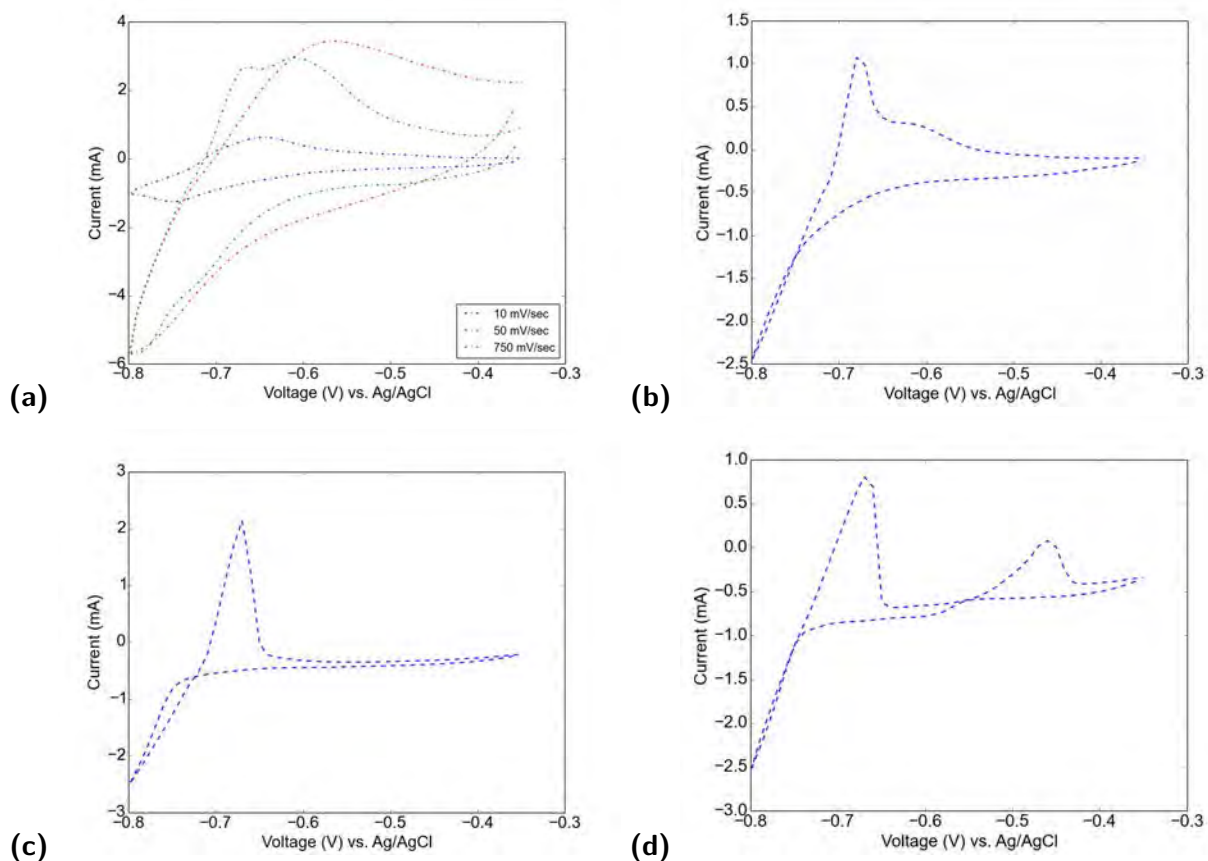 4
2
0
−2
−4
−6
Current (mA)
10 mV/sec
50 mV/sec
750 mV/sec
−0.8 −0.7 −0.6 −0.5 −0.4 −0.3
Voltage (V) vs. Ag/AgCl
(a)
1.5
1.0
0.5
0.0
−0.5
−1.0
−1.5
−2.0
−2.5
Current (mA)
−0.8 −0.7 −0.6 −0.5 −0.4 −0.3
Voltage (V) vs. Ag/AgCl
(b)
3
2
1
0
−1
−2
−3
Current (mA)
−0.8 −0.7 −0.6 −0.5 −0.4 −0.3
Voltage (V) vs. Ag/AgCl
(c)
1.0
0.5
0.0
−0.5
−1.0
−1.5
−2.0
−2.5
−3.0
Current (mA)
−0.8 −0.7 −0.6 −0.5 −0.4 −0.3
Voltage (V) vs. Ag/AgCl
(d)